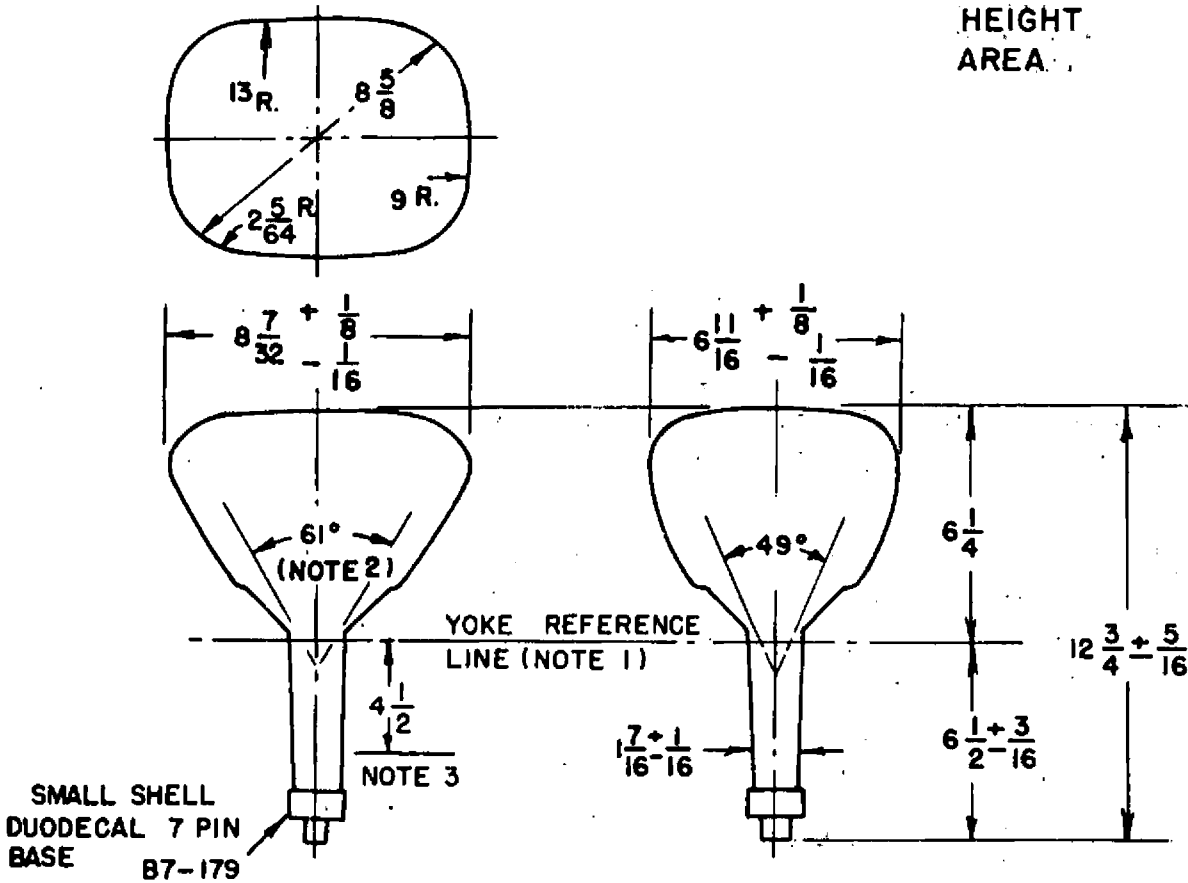 HEIGHT
AREA
13 R.
8 5/8
9 R.
2 5/64 R
8 7/32 + 1/8 - 1/16
6 11/16 + 1/8 - 1/16
61°
(NOTE 2)
49°
6 1/4
YOKE REFERENCE
LINE (NOTE 1)
12 3/4 ± 5/16
4 1/2
1 7/16 ± 1/16
6 1/2 ± 3/16
NOTE 3
SMALL SHELL
DUODECAL 7 PIN
BASE
B7-179